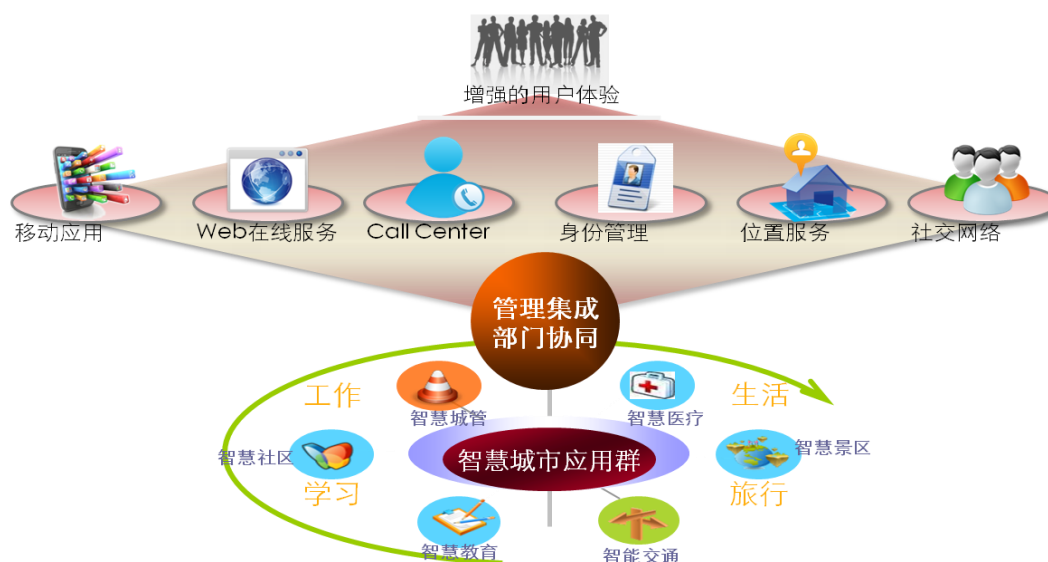 增强的用户体验
移动应用
Web在线服务
Call Center
身份管理
位置服务
社交网络
管理集成
部门协同
工作
生活
智慧城管
智慧医疗
智慧社区
智慧城市应用群
智慧景区
学习
旅行
智慧教育
智能交通